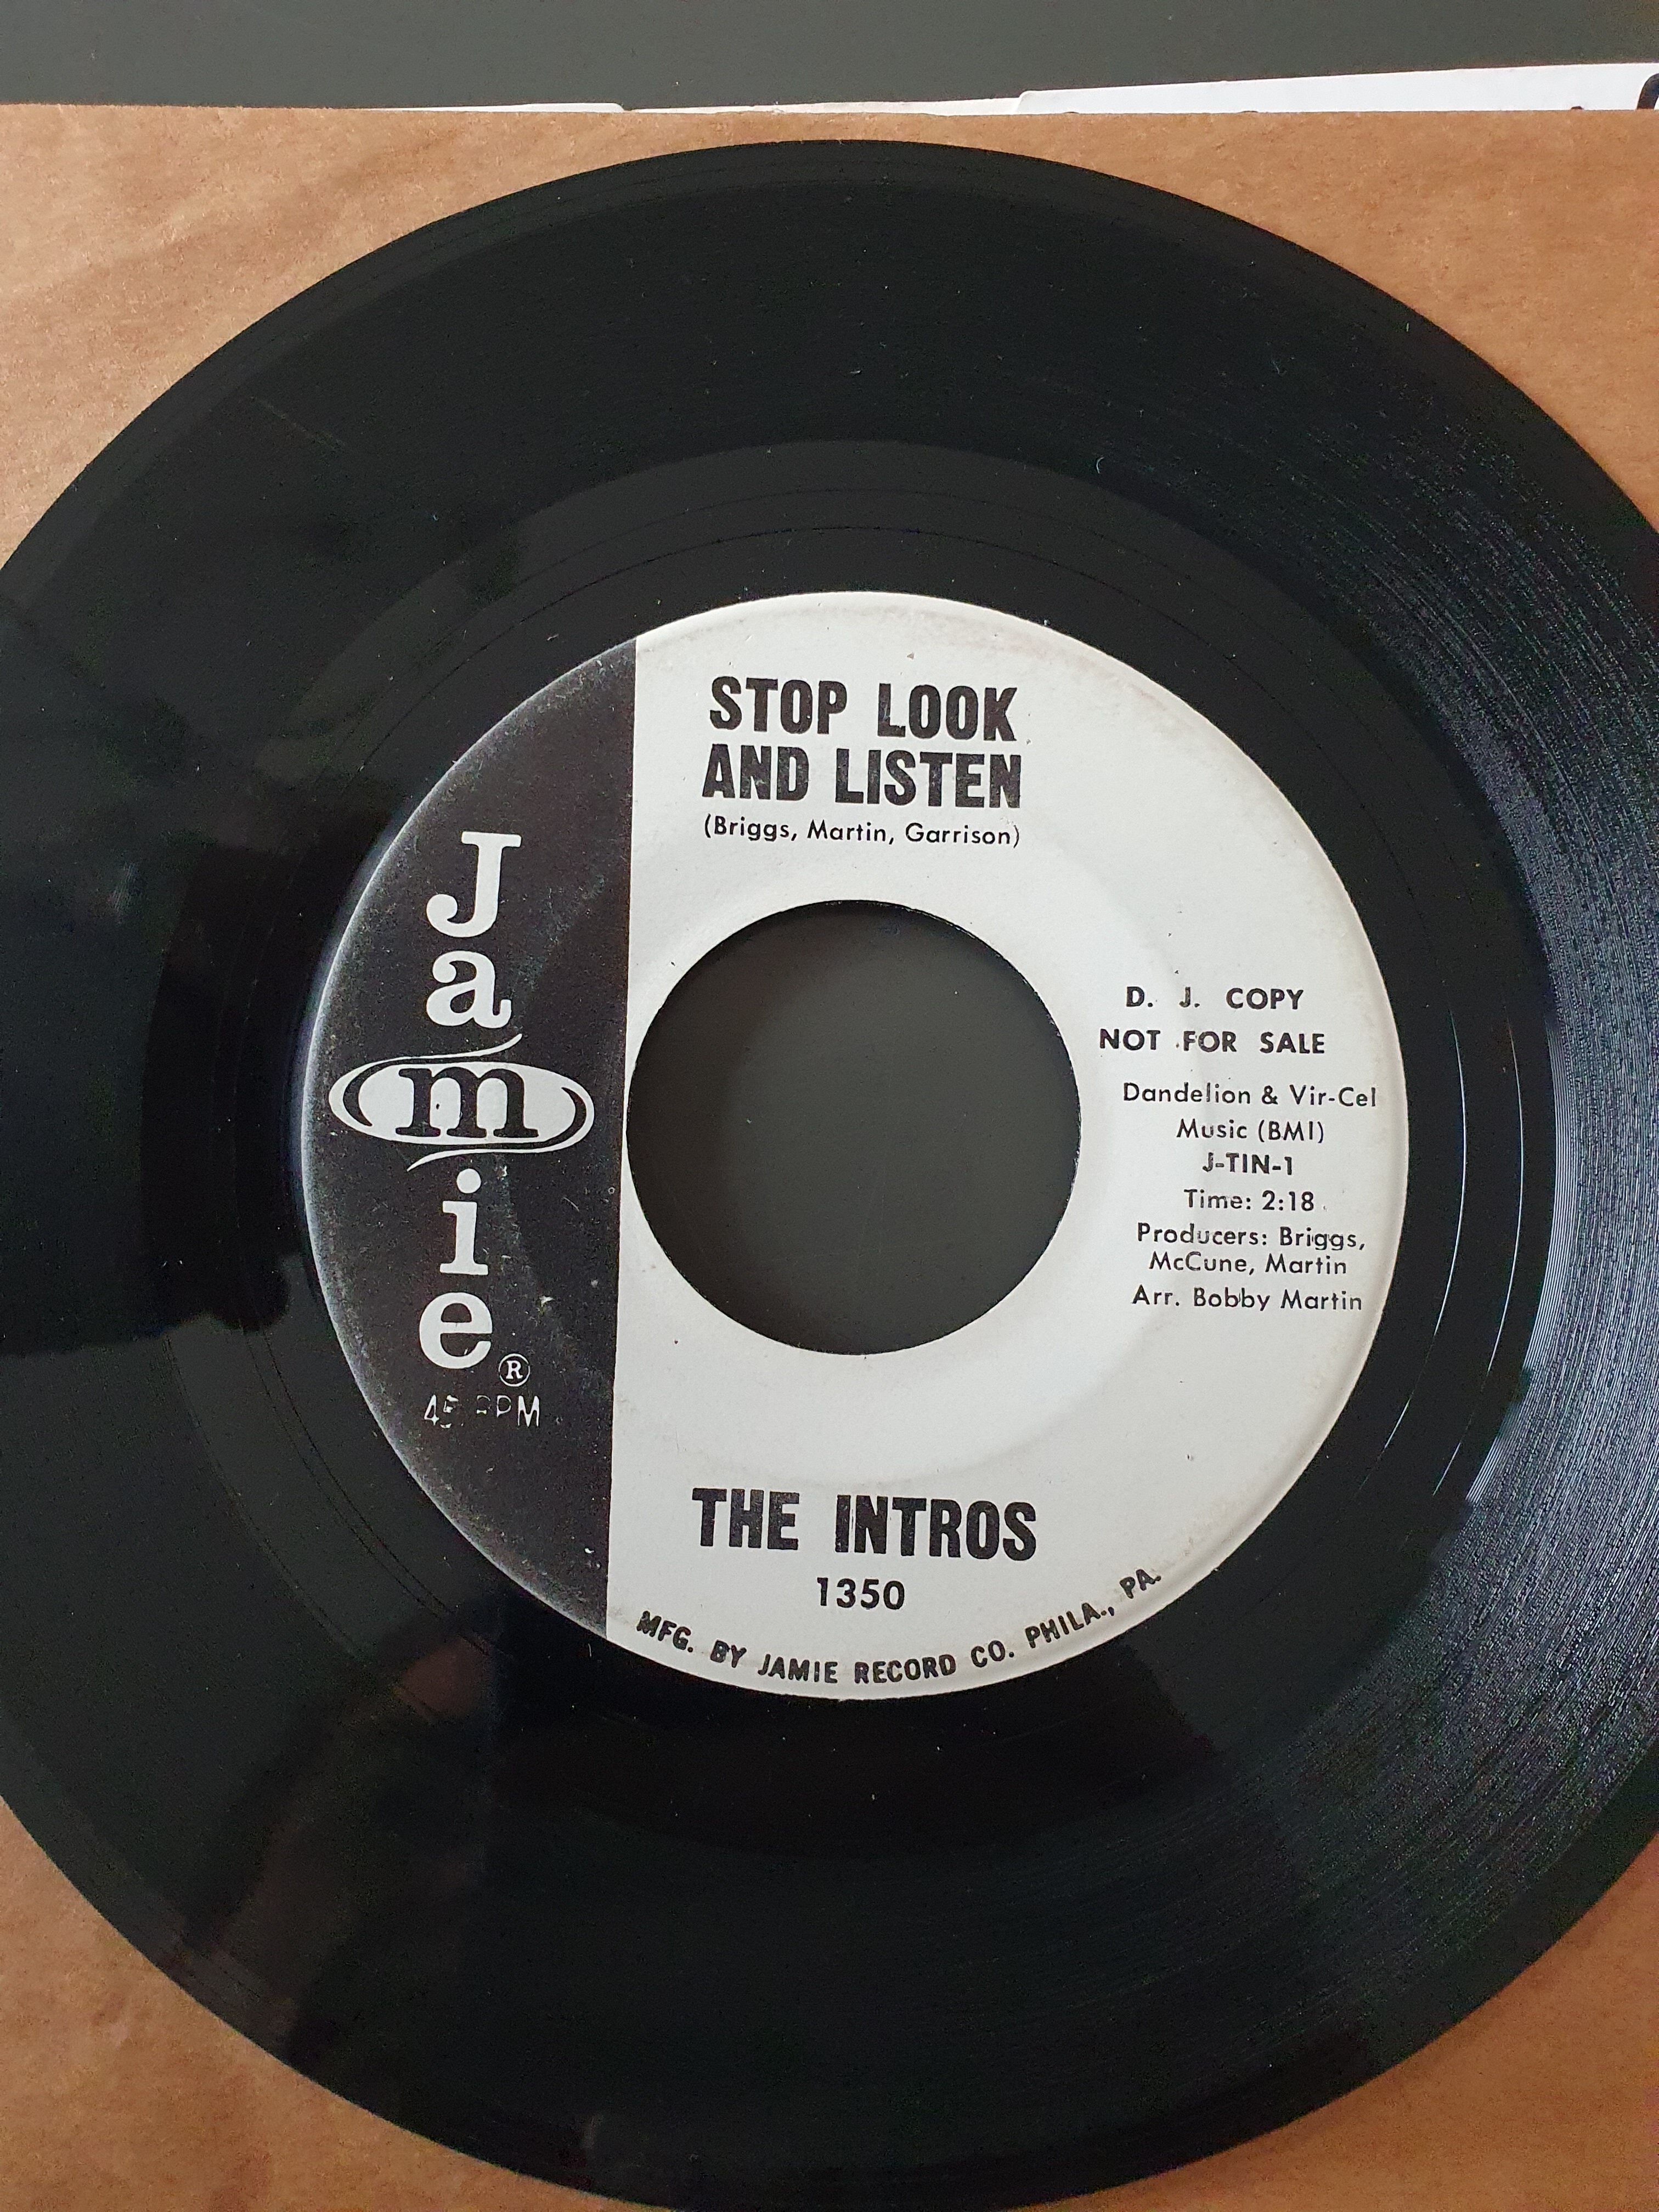 STOP LOOK
AND LISTEN
(Briggs, Martin, Garrison)
Jamie®
45 RPM
D. J. COPY
NOT FOR SALE
Dandelion & Vir-Cel
Music (BMI)
J-TIN-1
Time: 2:18
Producers: Briggs,
McCune, Martin
Arr. Bobby Martin
THE INTROS
1350
MFG. BY JAMIE RECORD CO. PHILA., PA.